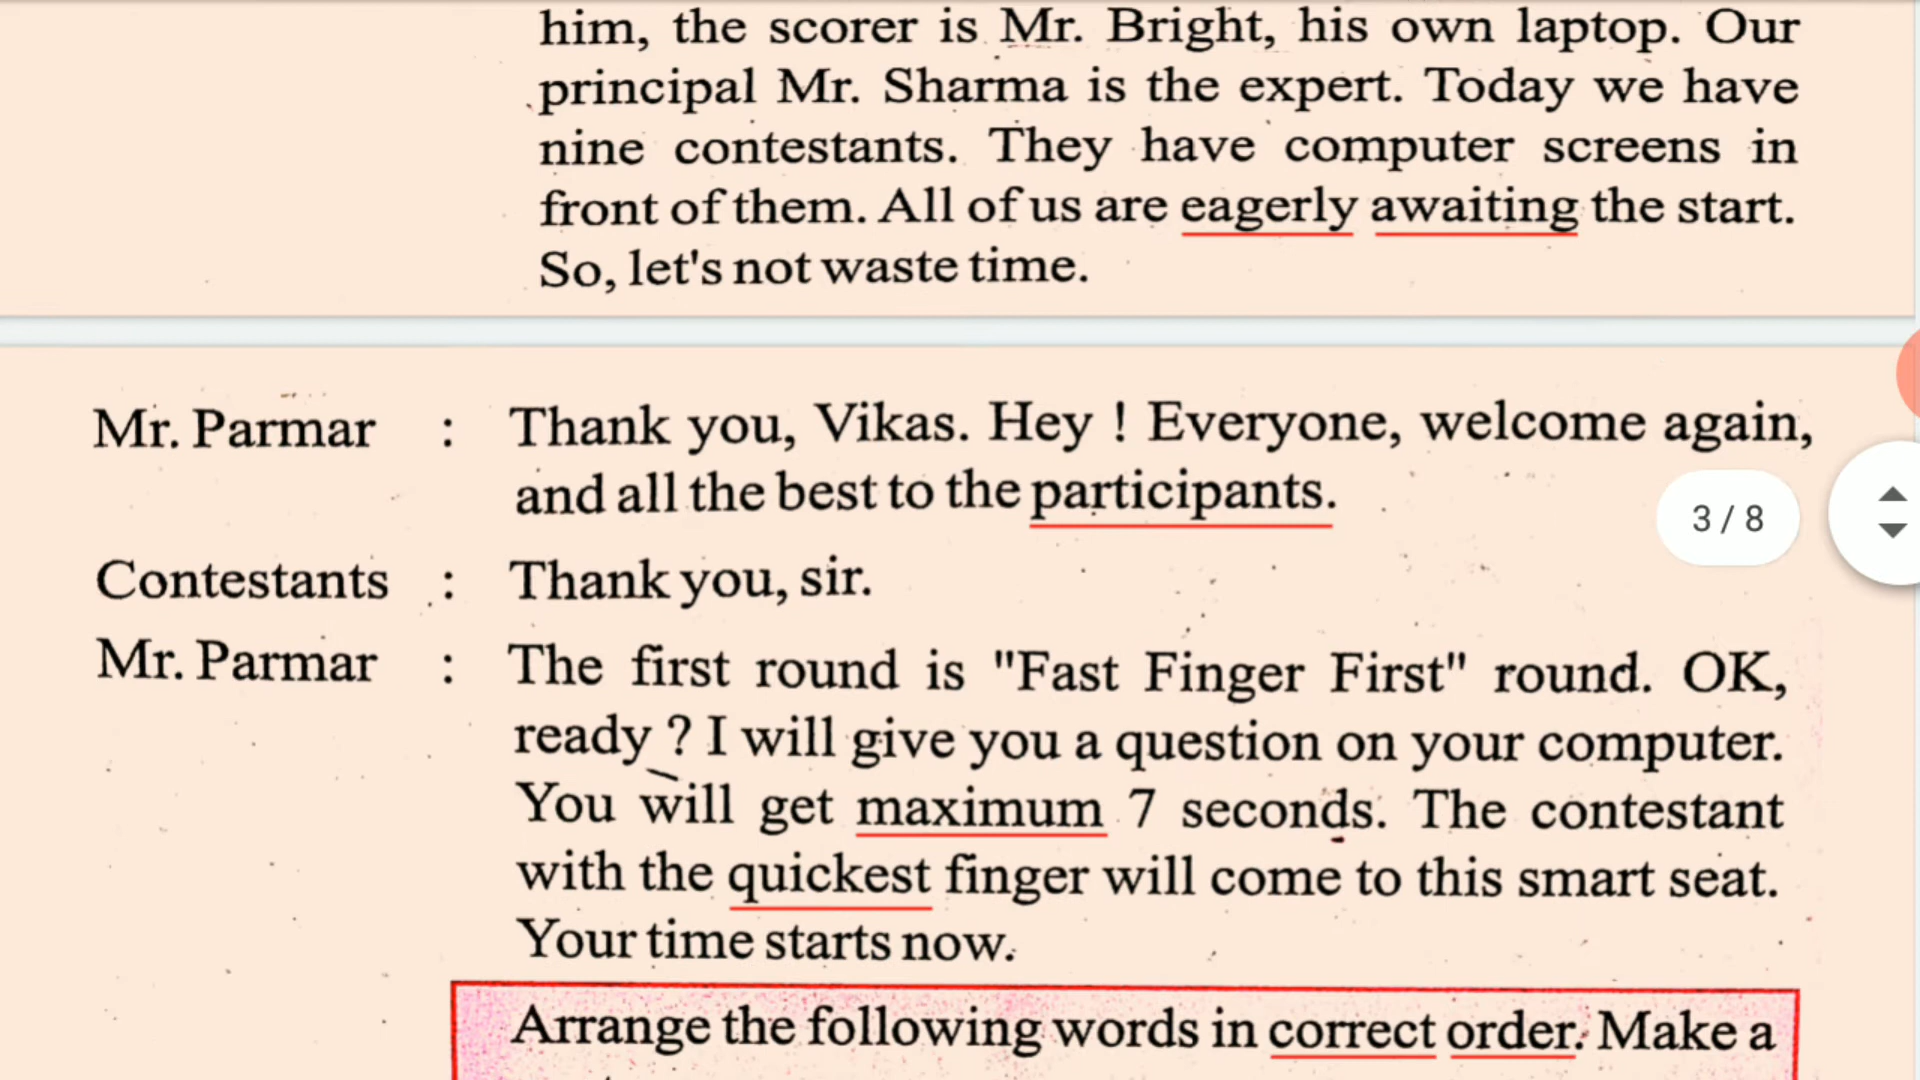 him, the scorer is Mr. Bright, his own laptop. Our
principal Mr. Sharma is the expert. Today we have
nine contestants. They have computer screens in
front of them. All of us are eagerly awaiting the start.
So, let's not waste time.
Mr. Parmar : Thank you, Vikas. Hey ! Everyone, welcome again,
and all the best to the participants.
3 / 8
Contestants : Thank you, sir.
Mr. Parmar : The first round is "Fast Finger First" round. OK,
ready ? I will give you a question on your computer.
You will get maximum 7 seconds. The contestant
with the quickest finger will come to this smart seat.
Your time starts now.
Arrange the following words in correct order. Make a